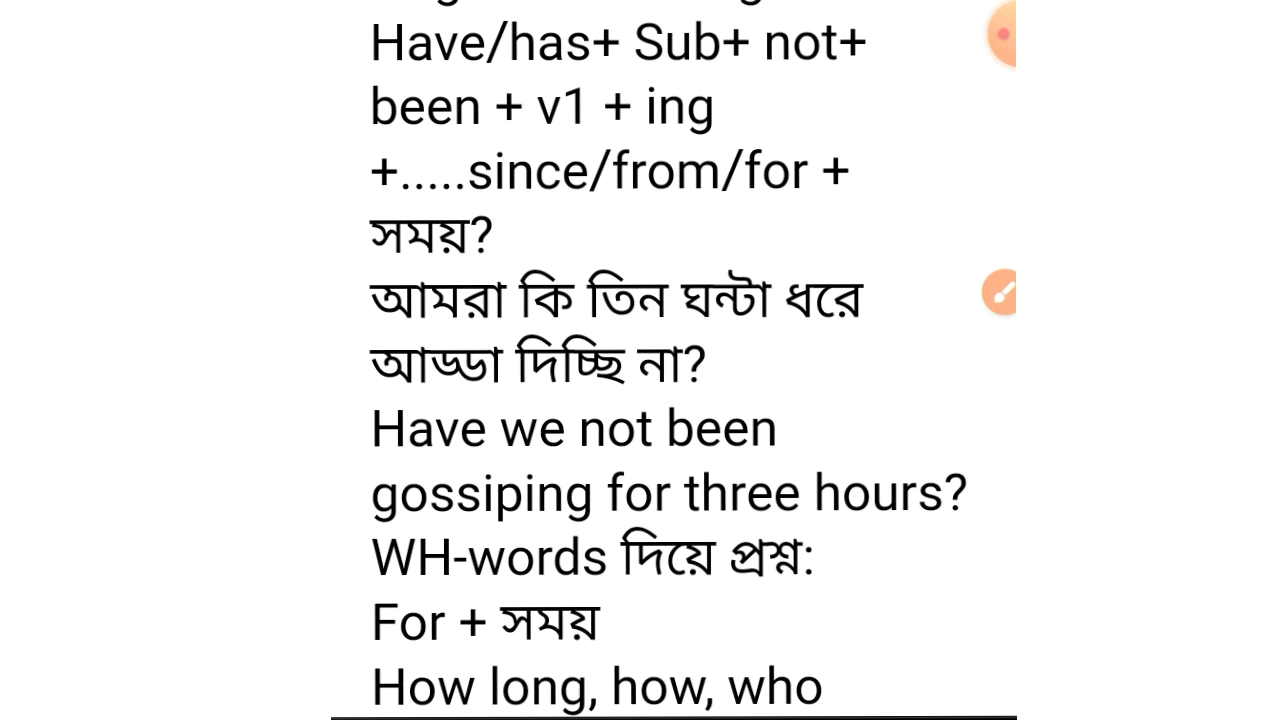 Have/has+ Sub+ not+
been + v1 + ing
+.....since/from/for +
সময়?
আমরা কি তিন ঘন্টা ধরে
আড্ডা দিচ্ছি না?
Have we not been
gossiping for three hours?
WH-words দিয়ে প্রশ্ন:
For + সময়
How long, how, who